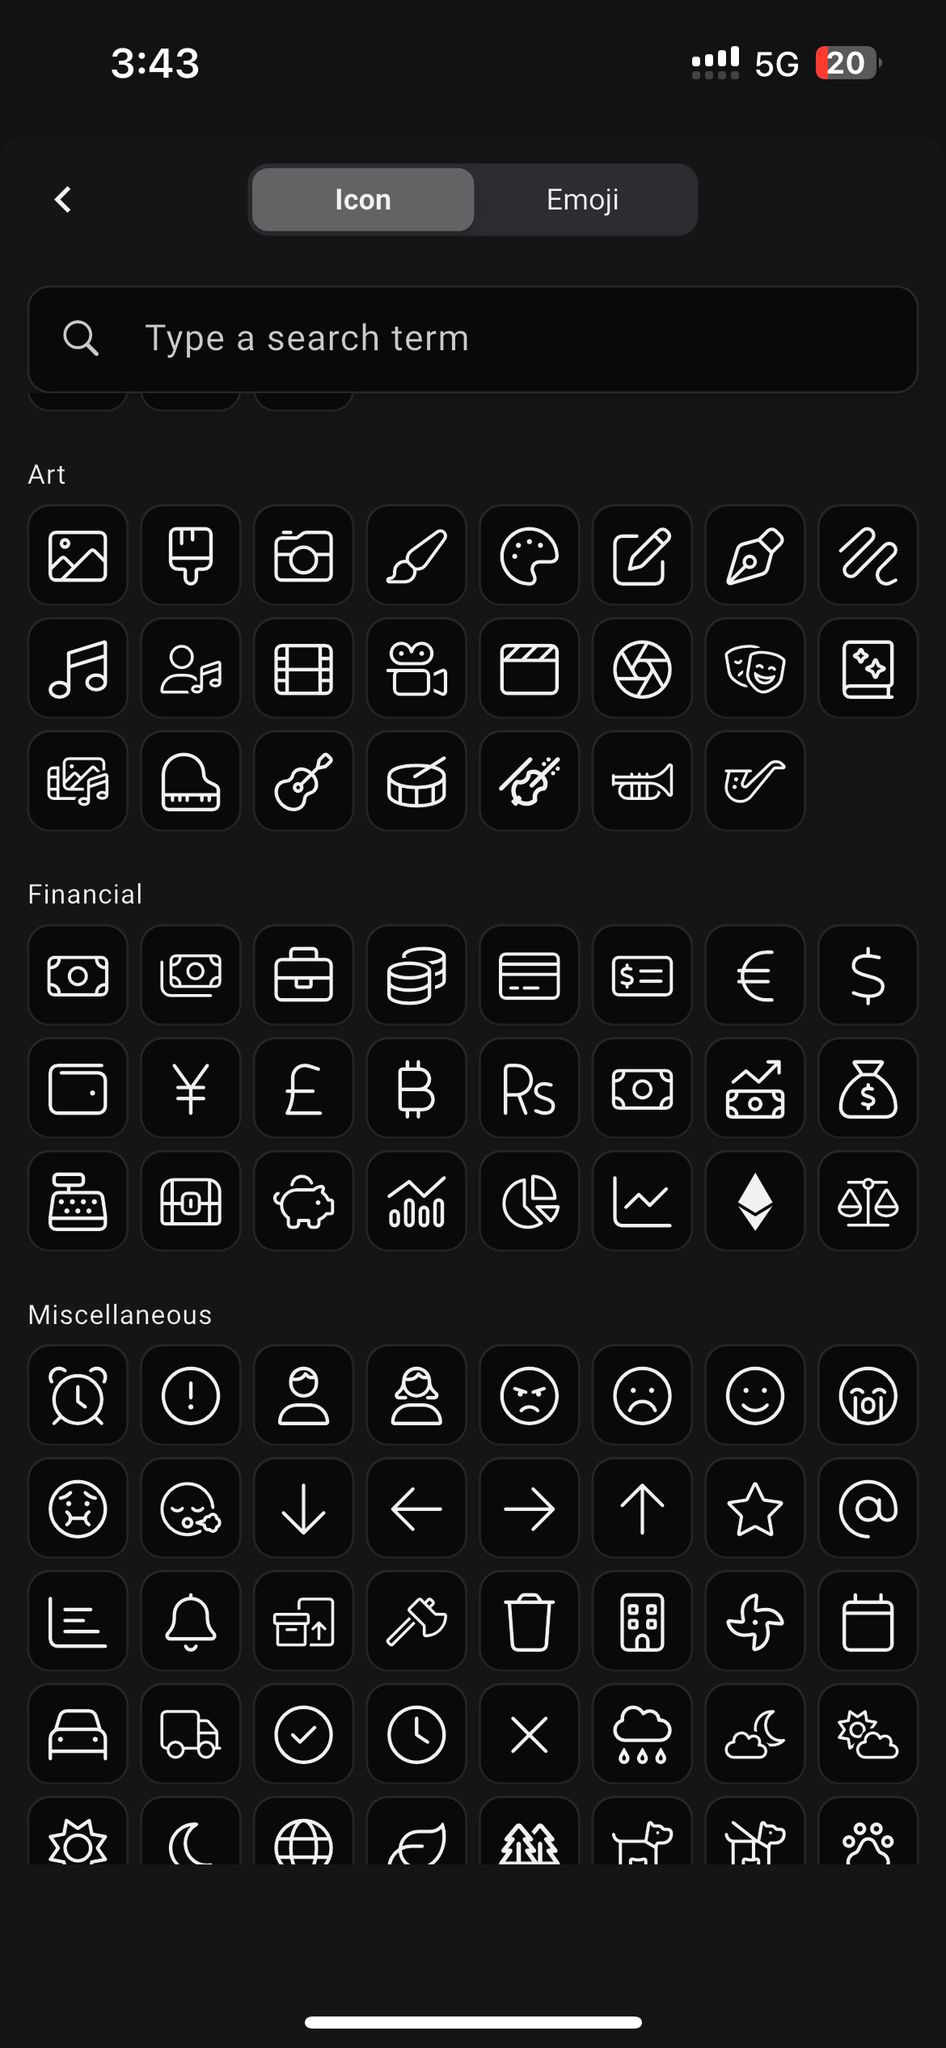 3:43
5G
20
Icon
Emoji
Type a search term
Art
Financial
€
$
¥
£
Rs
Miscellaneous
@